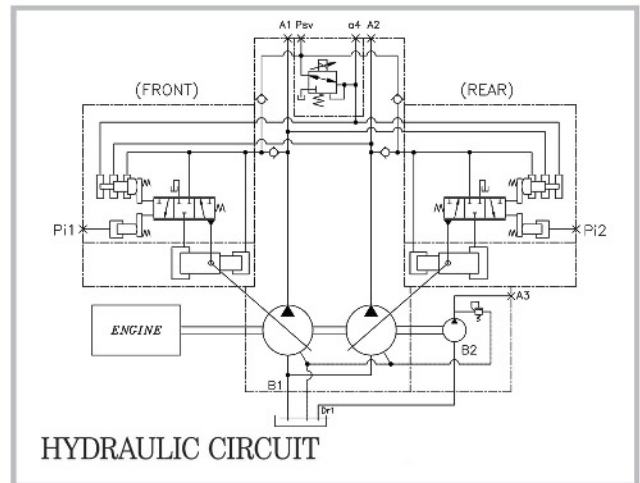 A1 Psv a4 A2
(FRONT)
(REAR)
Pi1
Pi2
A3
ENGINE
B1
B2
Dr1
HYDRAULIC CIRCUIT